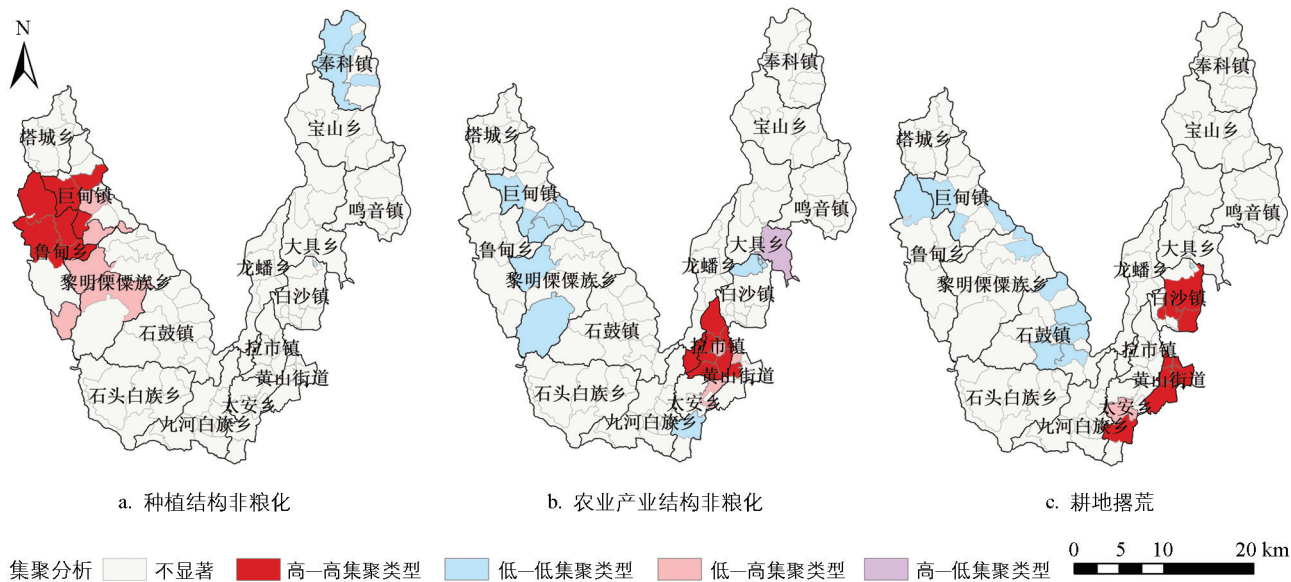 N
奉科镇
宝山乡
塔城乡
巨甸镇
鸣音镇
鲁甸乡
大具乡
龙蟠乡
黎明傈僳族乡
白沙镇
石鼓镇
拉市镇
黄山街道
石头白族乡
太安乡
九河白族乡
a. 种植结构非粮化
奉科镇
宝山乡
塔城乡
巨甸镇
鸣音镇
鲁甸乡
大具乡
龙蟠乡
黎明傈僳族乡
白沙镇
石鼓镇
拉市镇
黄山街道
石头白族乡
太安乡
九河白族乡
b. 农业产业结构非粮化
奉科镇
宝山乡
塔城乡
巨甸镇
鸣音镇
鲁甸乡
大具乡
龙蟠乡
黎明傈僳族乡
白沙镇
石鼓镇
拉市镇
黄山街道
石头白族乡
太安乡
九河白族乡
c. 耕地撂荒
集聚分析 不显著 高—高集聚类型 低—低集聚类型 低—高集聚类型 高—低集聚类型
0 5 10 20 km